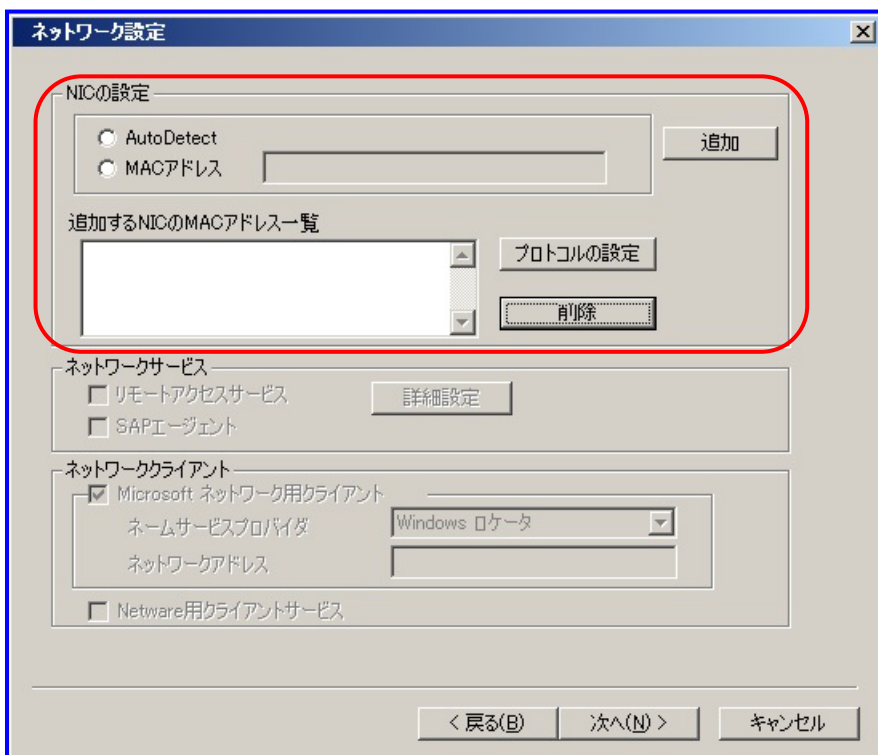 ネットワーク設定
NICの設定
AutoDetect
MACアドレス
追加
追加するNICのMACアドレス一覧
プロトコルの設定
削除
ネットワークサービス
リモートアクセスサービス
詳細設定
SAPエージェント
ネットワーククライアント
Microsoft ネットワーク用クライアント
ネームサービスプロバイダ
Windows ロケータ
ネットワークアドレス
Netware用クライアントサービス
< 戻る(B)
次へ(N) >
キャンセル